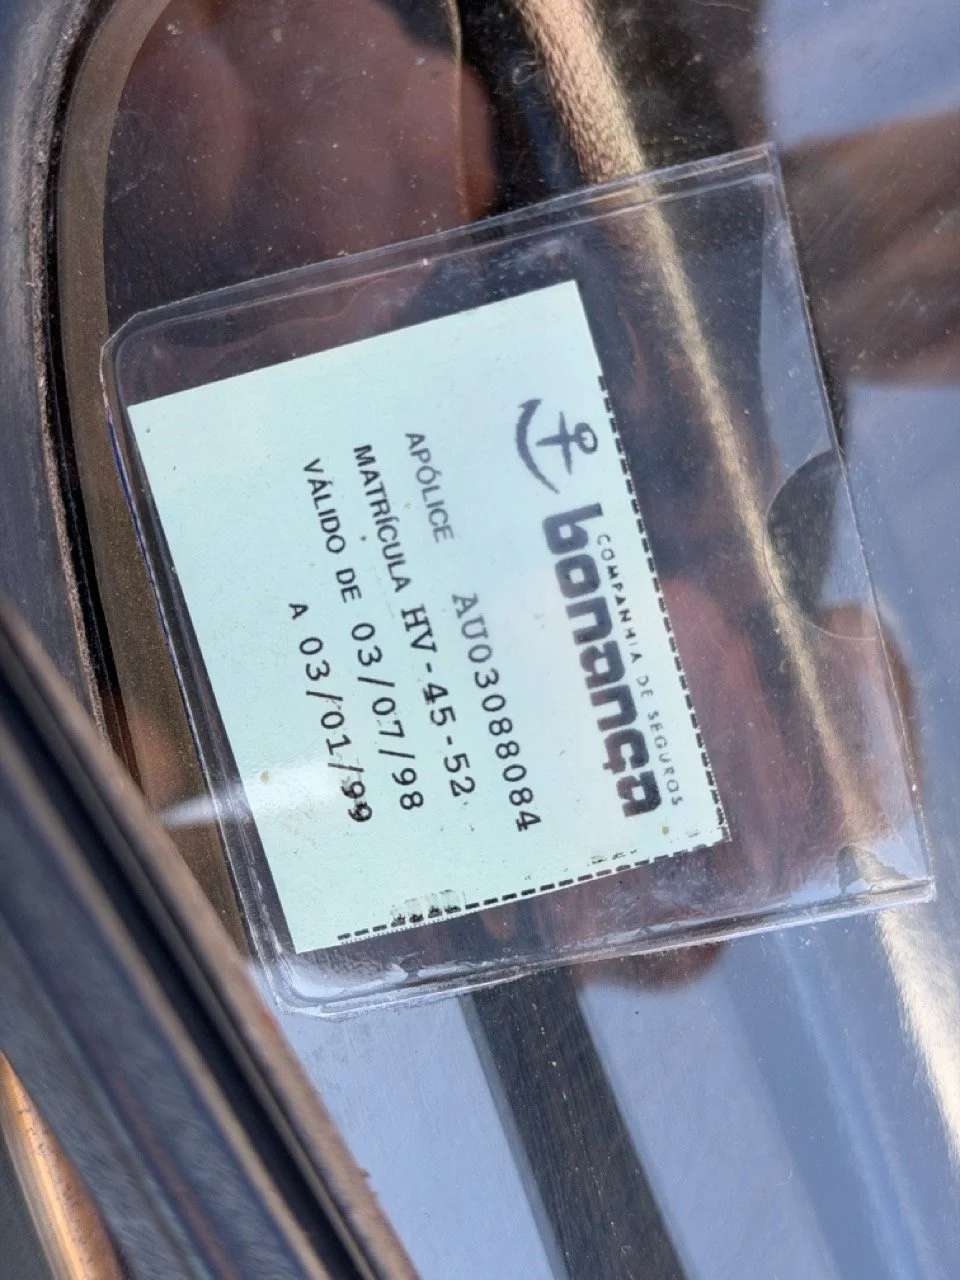 COMPANHIA DE SEGUROS
bonança
APÓLICE AU03088084
MATRÍCULA HV-45-52
VÁLIDO DE 03/07/98
A 03/01/99